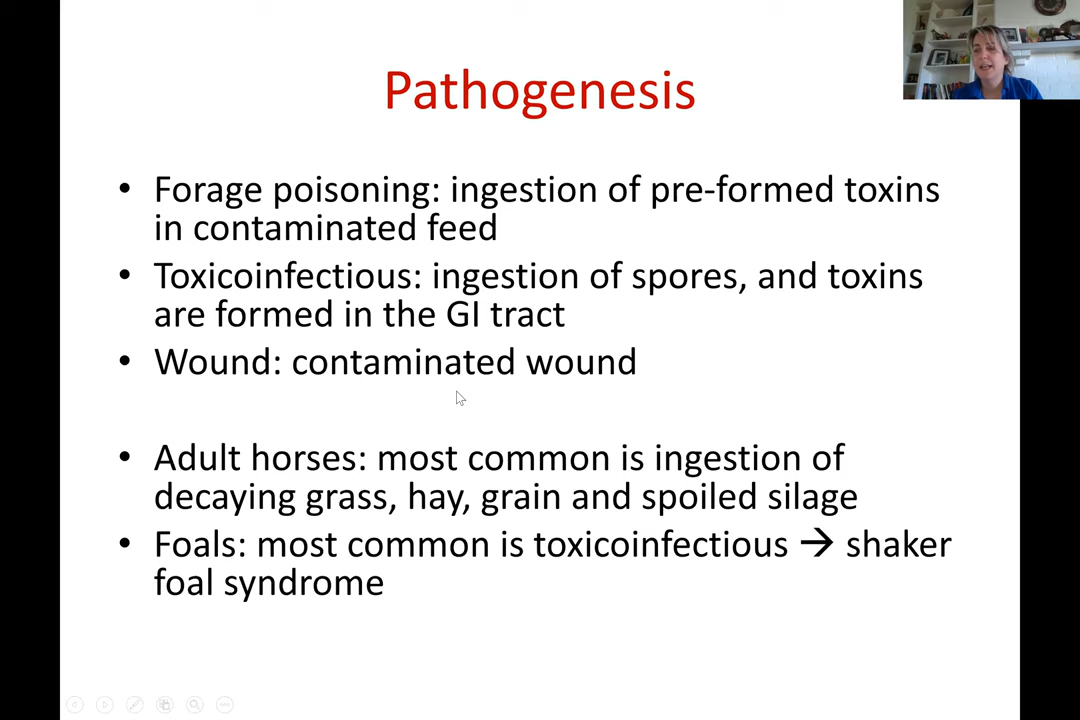 Pathogenesis
• Forage poisoning: ingestion of pre-formed toxins
in contaminated feed
• Toxicoinfectious: ingestion of spores, and toxins
are formed in the GI tract
• Wound: contaminated wound
• Adult horses: most common is ingestion of
decaying grass, hay, grain and spoiled silage
• Foals: most common is toxicoinfectious → shaker
foal syndrome